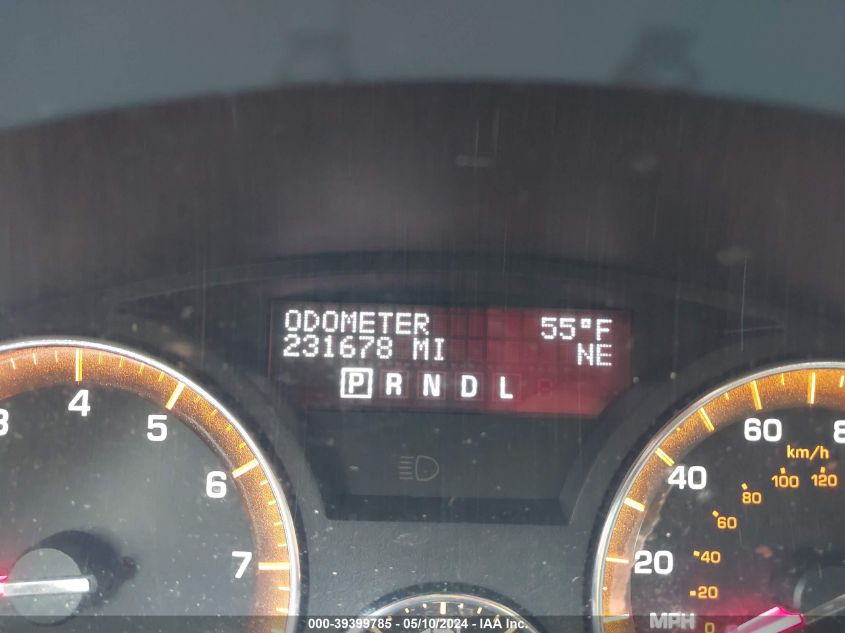 ODOMETER 55°F
231678 MI NE
P R N D L
4 5 6 7
20 40 60
km/h
20 40 60 80 100 120
MPH 0
000-39399785 - 05/10/2024 - IAA Inc.